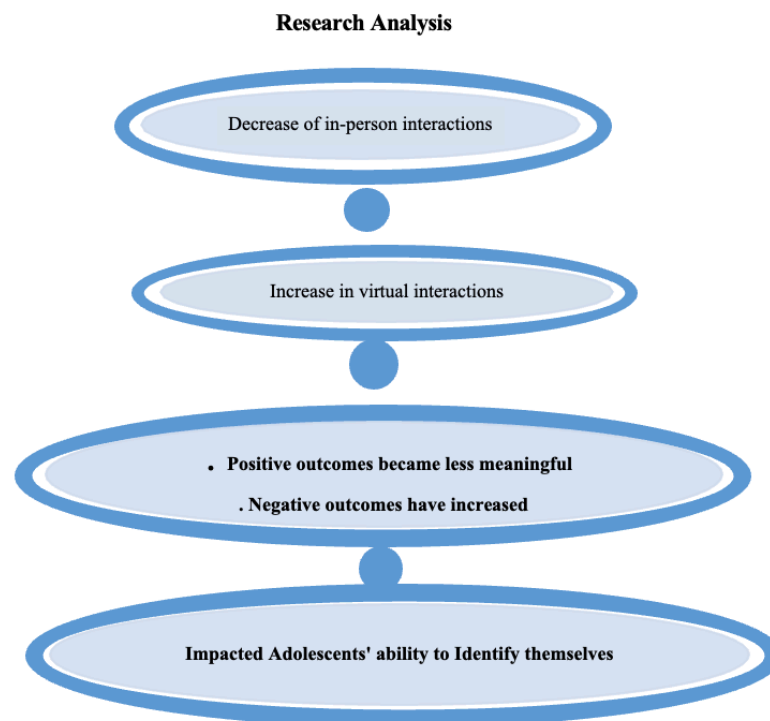 Research Analysis
Decrease of in-person interactions
Increase in virtual interactions
. Positive outcomes became less meaningful
. Negative outcomes have increased
Impacted Adolescents' ability to Identify themselves